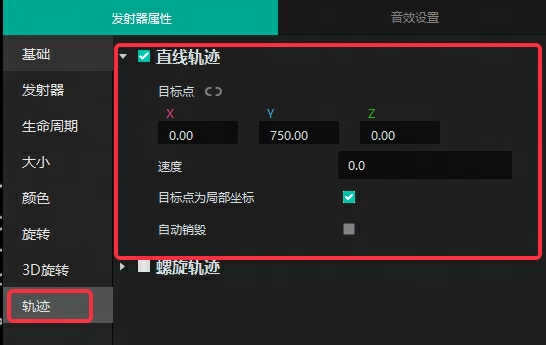 发射器属性
音效设置
基础
直线轨迹
发射器
目标点
X Y Z
生命周期
0.00 750.00 0.00
大小
速度 0.0
颜色
目标点为局部坐标
旋转
自动销毁
3D旋转
螺旋轨迹
轨迹